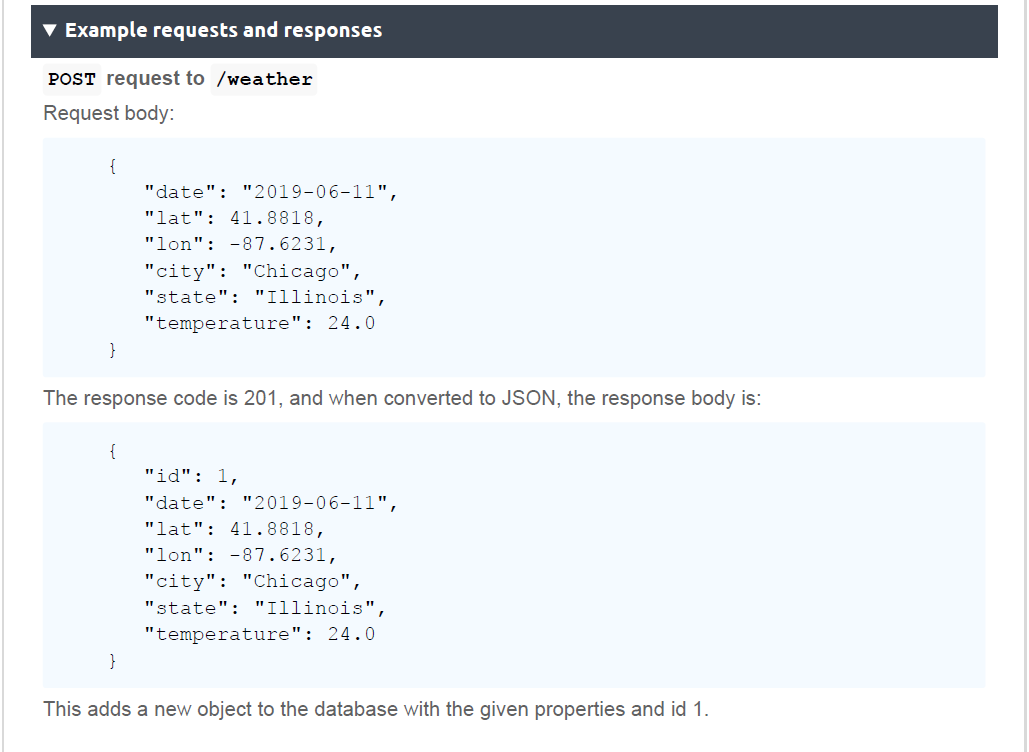 ▼ Example requests and responses
POST request to /weather
Request body:
{
"date": "2019-06-11",
"lat": 41.8818,
"lon": -87.6231,
"city": "Chicago",
"state": "Illinois",
"temperature": 24.0
}
The response code is 201, and when converted to JSON, the response body is:
{
"id": 1,
"date": "2019-06-11",
"lat": 41.8818,
"lon": -87.6231,
"city": "Chicago",
"state": "Illinois",
"temperature": 24.0
}
This adds a new object to the database with the given properties and id 1.